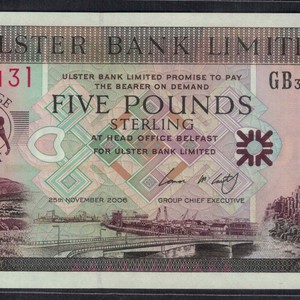 ULSTER BANK LIMIT
131
GB3
ULSTER BANK LIMITED PROMISE TO PAY
THE BEARER ON DEMAND
FIVE POUNDS
STERLING
AT HEAD OFFICE BELFAST
FOR ULSTER BANK LIMITED
25th NOVEMBER 2006
GROUP CHIEF EXECUTIVE